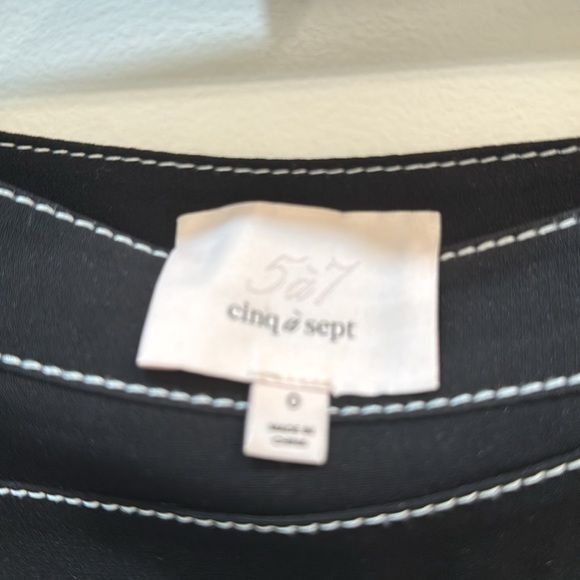 5à7
cinq à sept
0
MADE IN
CHINA